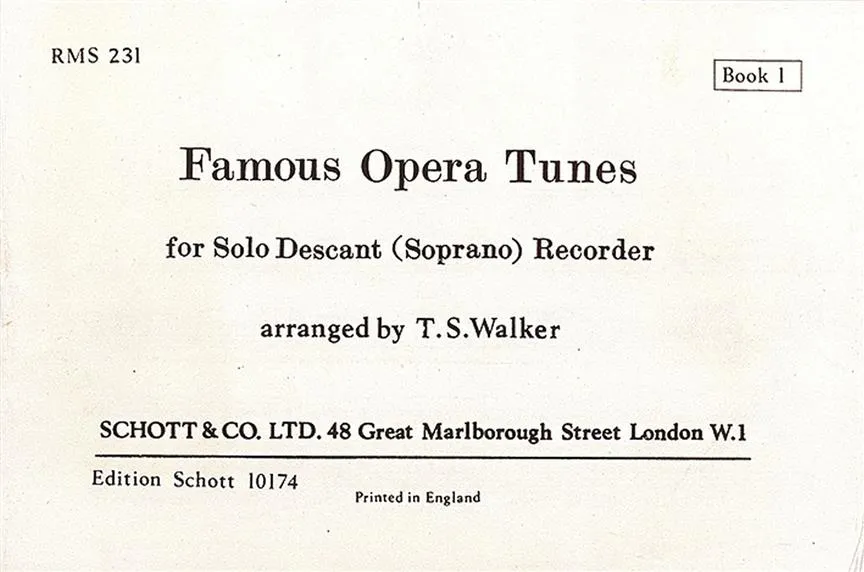 RMS 231
Book 1
Famous Opera Tunes
for Solo Descant (Soprano) Recorder
arranged by T.S.Walker
SCHOTT & CO. LTD. 48 Great Marlborough Street London W.1
Edition Schott 10174
Printed in England